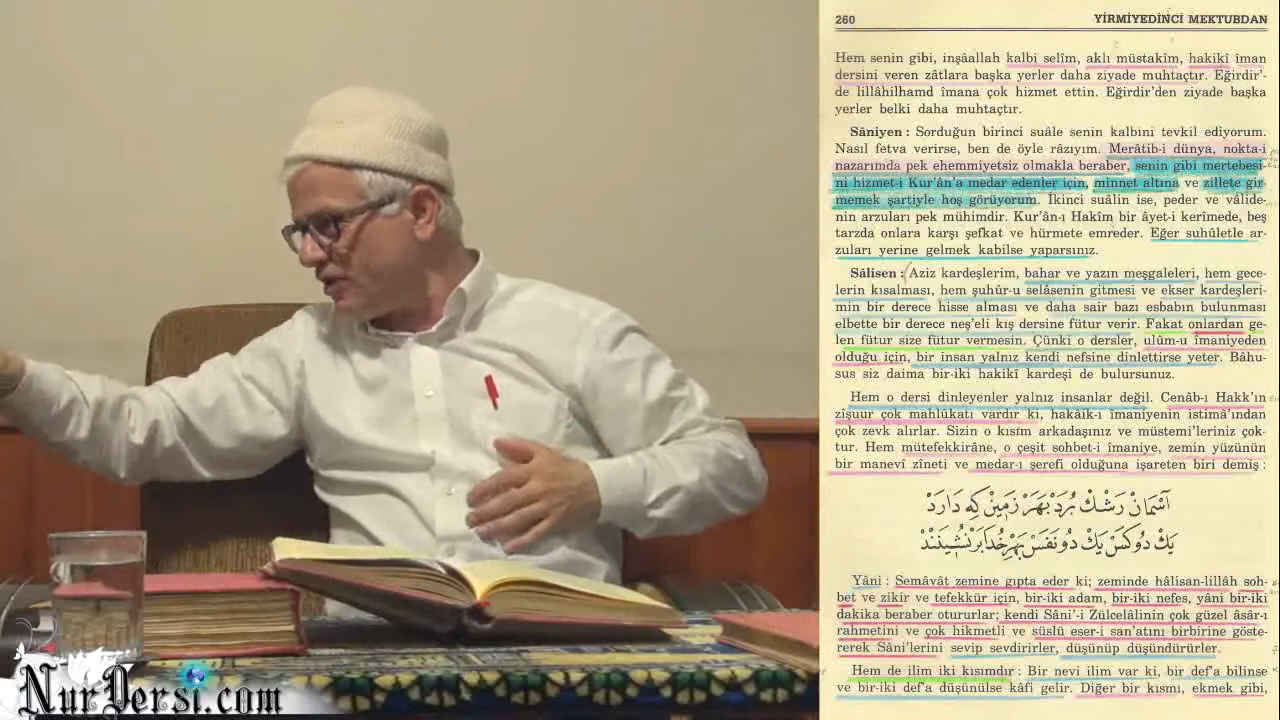 260 YİRMİYEDİNCİ MEKTUBDAN
Hem senin gibi, inşâallah kalbi selîm, aklı müstakîm, hakikî îman
dersini veren zâtlara başka yerler daha ziyade muhtaçtır. Eğirdir'-
de lillâhilhamd îmana çok hizmet ettin. Eğirdir'den ziyade başka
yerler belki daha muhtaçtır.
Sâniyen : Sorduğun birinci suâle senin kalbini tevkil ediyorum.
Nasıl fetva verirse, ben de öyle râzıyım. Merâtib-i dünya, nokta-i
nazarımda pek ehemmiyetsiz olmakla beraber, senin gibi mertebesi-
ni hizmet-i Kur'ân'a medar edenler için, minnet altına ve zillete gir-
memek şartiyle hoş görüyorum. İkinci suâlin ise, peder ve vâlide-
nin arzuları pek mühimdir. Kur'ân-ı Hakîm bir âyet-i kerîmede, beş
tarzda onlara karşı şefkat ve hürmete emreder. Eğer suhûletle ar-
zuları yerine gelmek kabilse yaparsınız.
Sâlisen : Aziz kardeşlerim, bahar ve yazın meşgaleleri, hem gece-
lerin kısalması, hem şuhûr-u selâsenin gitmesi ve ekser kardeşleri-
min bir derece hisse alması ve daha sair bazı esbabın bulunması
elbette bir derece neş'eli kış dersine fütur verir. Fakat onlardan ge-
len fütur size fütur vermesin. Çünki o dersler, ulûm-u îmaniyeden
olduğu için, bir insan yalnız kendi nefsine dinlettirse yeter. Bâhu-
sus siz daima bir-iki hakikî kardeşi de bulursunuz.
Hem o dersi dinleyenler yalnız insanlar değil. Cenâb-ı Hakk'ın
zîşuur çok mahlûkatı vardır ki, hakâik-ı îmaniyenin istimâ'ından
çok zevk alırlar. Sizin o kısım arkadaşınız ve müstemi'leriniz çok-
tur. Hem mütefekkirâne, o çeşit sohbet-i îmaniye, zemin yüzünün
bir manevî zîneti ve medar-ı şerefi olduğuna işareten biri demiş :
آسْمَانْ رَشْكْ بُرَدْ بَهَرْ زَمِينْ كِه دَارَدْ
يَكْ دُوكَسْ يَكْ دُو نَفَسْ بَهْرِ خُدَا بَرْ نِشِينَنْدْ
Yâni : Semâvât zemine gıpta eder ki; zeminde hâlisan-lillâh soh-
bet ve zikir ve tefekkür için, bir-iki adam, bir-iki nefes, yâni bir-iki
dakika beraber otururlar; kendi Sâni'-i Zülcelâlinin çok güzel âsâr-ı
rahmetini ve çok hikmetli ve süslü eser-i san'atını birbirine göste-
rerek Sâni'lerini sevip sevdirirler, düşünüp düşündürürler.
Hem de ilim iki kısımdır : Bir nevi ilim var ki, bir def'a bilinse
ve bir-iki def'a düşünülse kâfi gelir. Diğer bir kısmı, ekmek gibi,
NurDersi.com